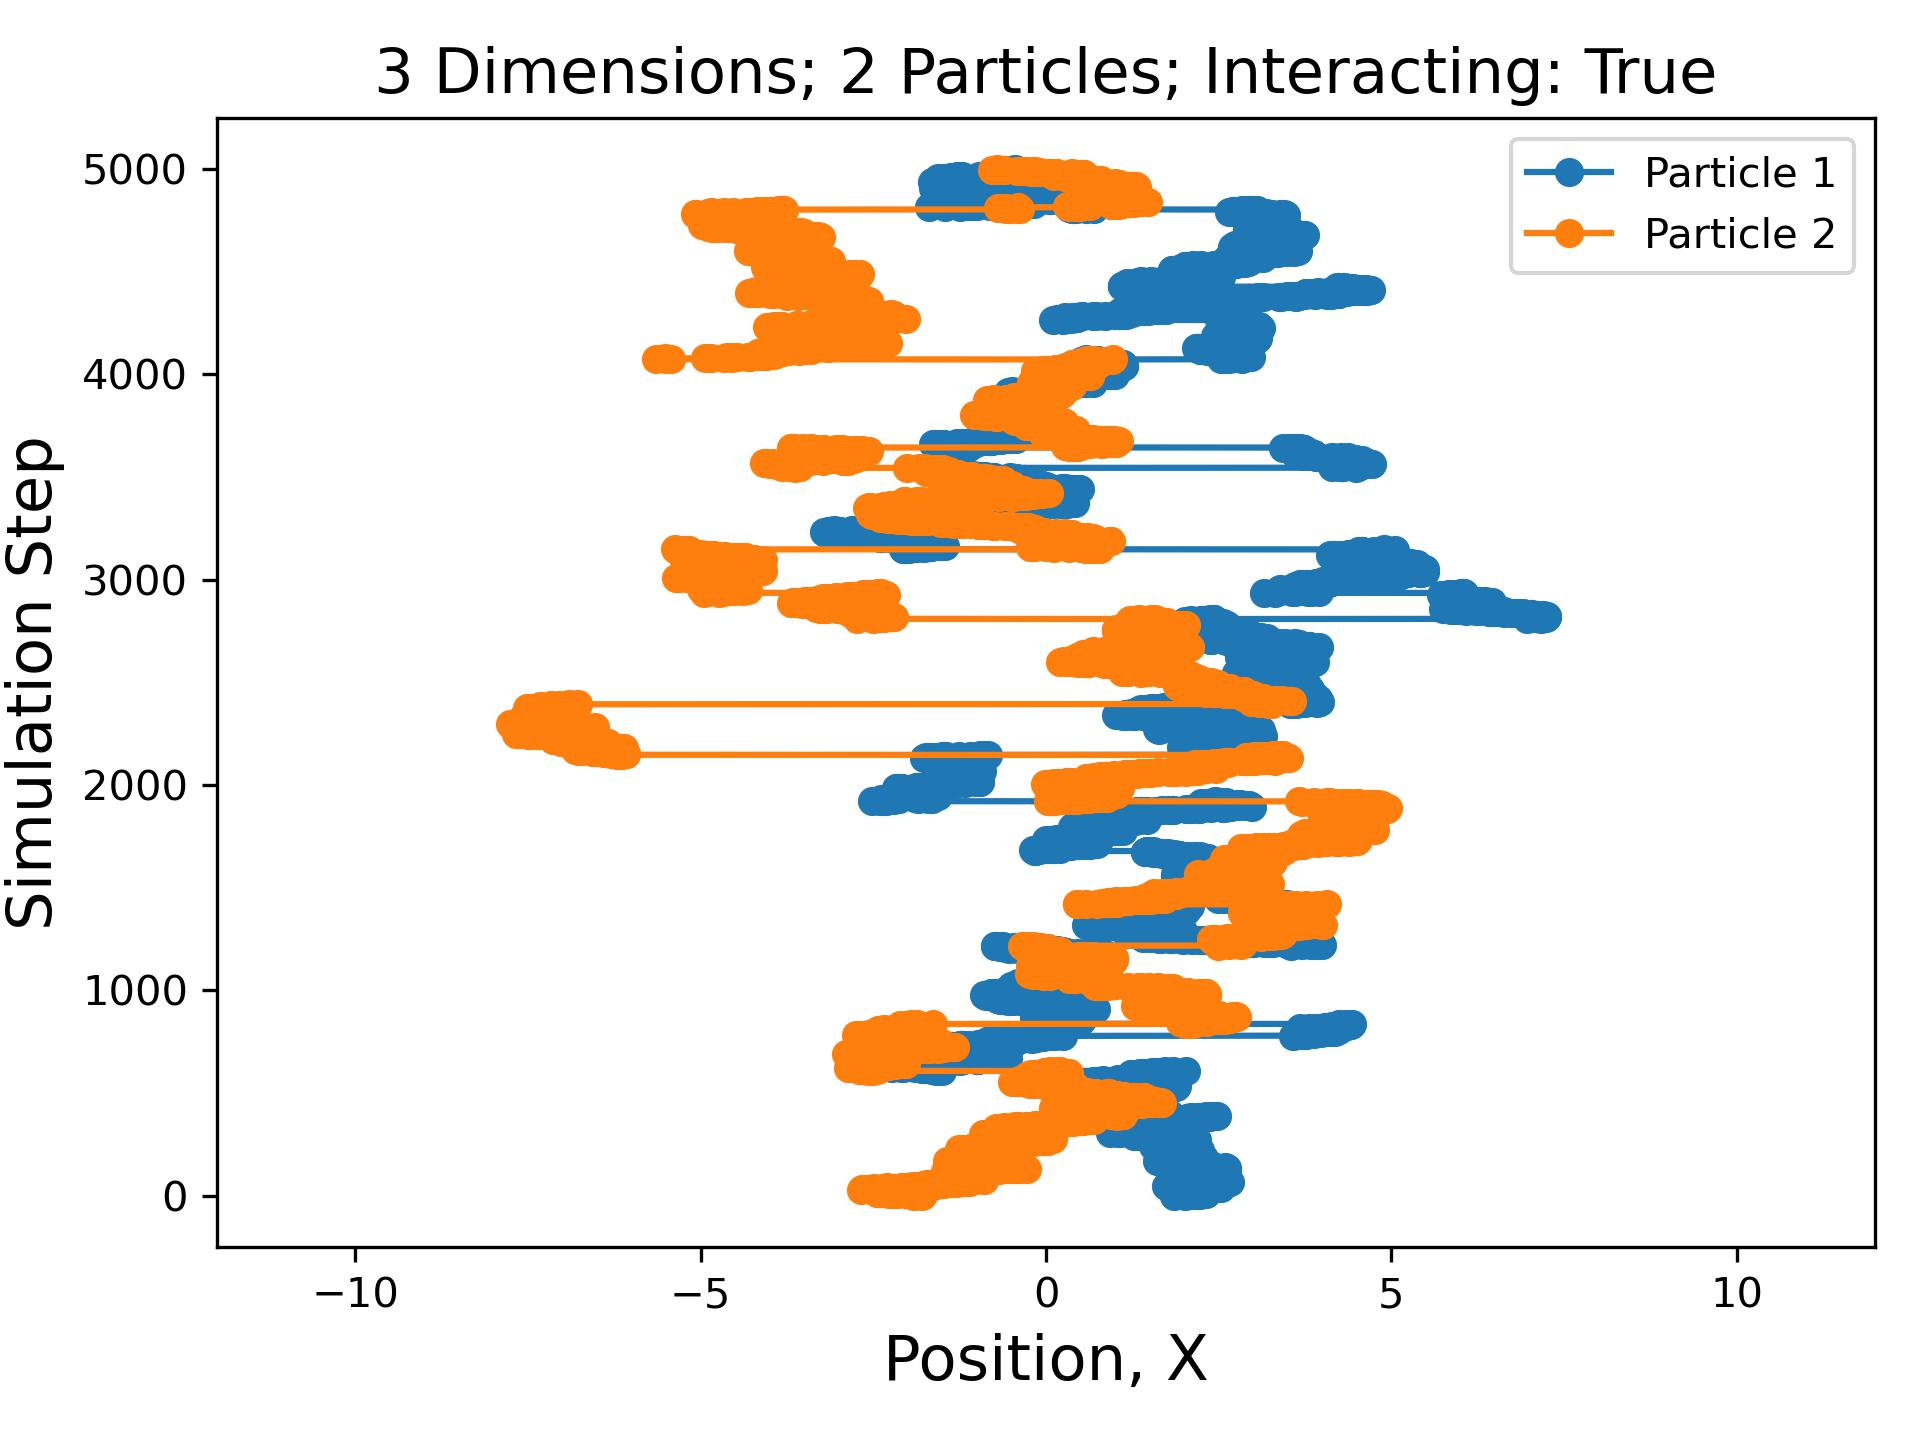 3 Dimensions; 2 Particles; Interacting: True
Particle 1
Particle 2
Simulation Step
5000
4000
3000
2000
1000
0
−10
−5
0
5
10
Position, X